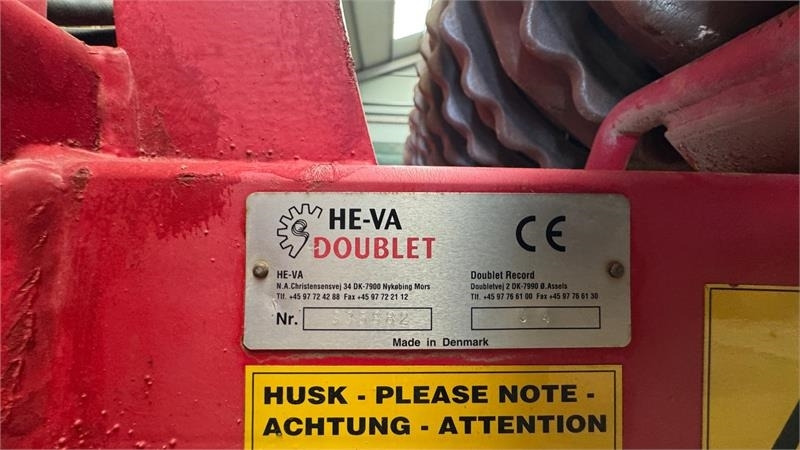 HE-VA
DOUBLET
CE
HE-VA
N.A.Christensensvej 34 DK-7900 Nykøbing Mors
Tlf. +45 97 72 42 88 Fax +45 97 72 21 12
Doublet Record
Doubletvej 2 DK-7990 Ø.Assels
Tlf. +45 97 76 61 00 Fax +45 97 76 61 30
Nr.
Made in Denmark
HUSK - PLEASE NOTE -
ACHTUNG - ATTENTION